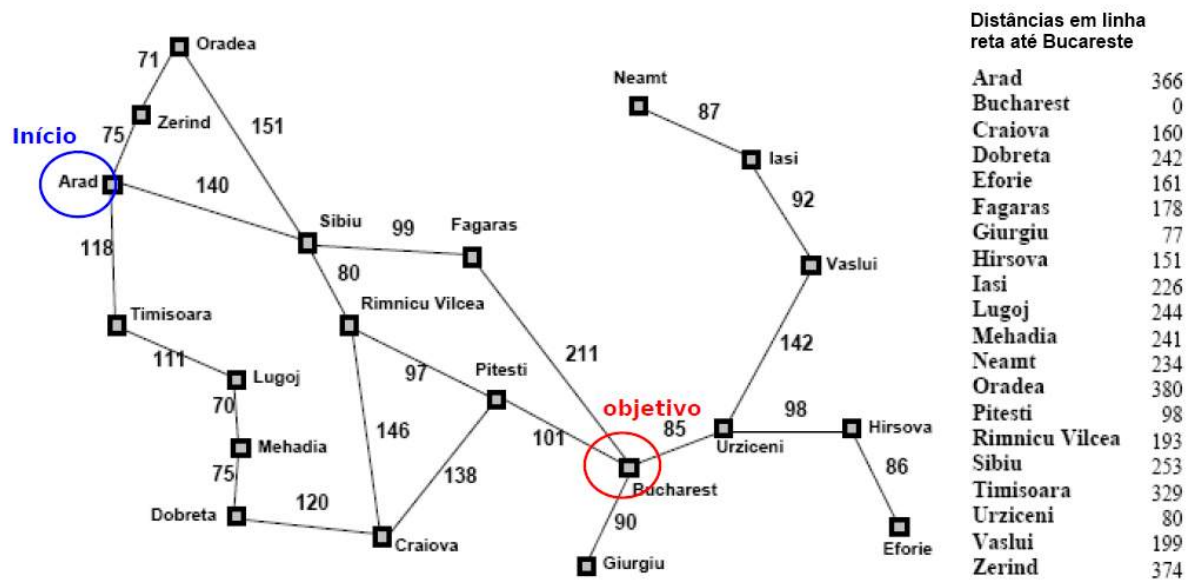 Distâncias em linha
reta até Bucareste
Arad 366
Bucharest 0
Craiova 160
Dobreta 242
Eforie 161
Fagaras 178
Giurgiu 77
Hirsova 151
Iasi 226
Lugoj 244
Mehadia 241
Neamt 234
Oradea 380
Pitesti 98
Rimnicu Vilcea 193
Sibiu 253
Timisoara 329
Urziceni 80
Vaslui 199
Zerind 374
Oradea
71
Neamt
87
Zerind
151
75
Início
Iasi
Arad
140
92
Sibiu
99
Fagaras
118
80
Vaslui
Rimnicu Vilcea
Timisoara
111
211
142
97
Pitesti
Lugoj
70
objetivo
98
Hirsova
146
101
85
Urziceni
Mehadia
138
86
75
Bucharest
120
Dobreta
90
Craiova
Eforie
Giurgiu